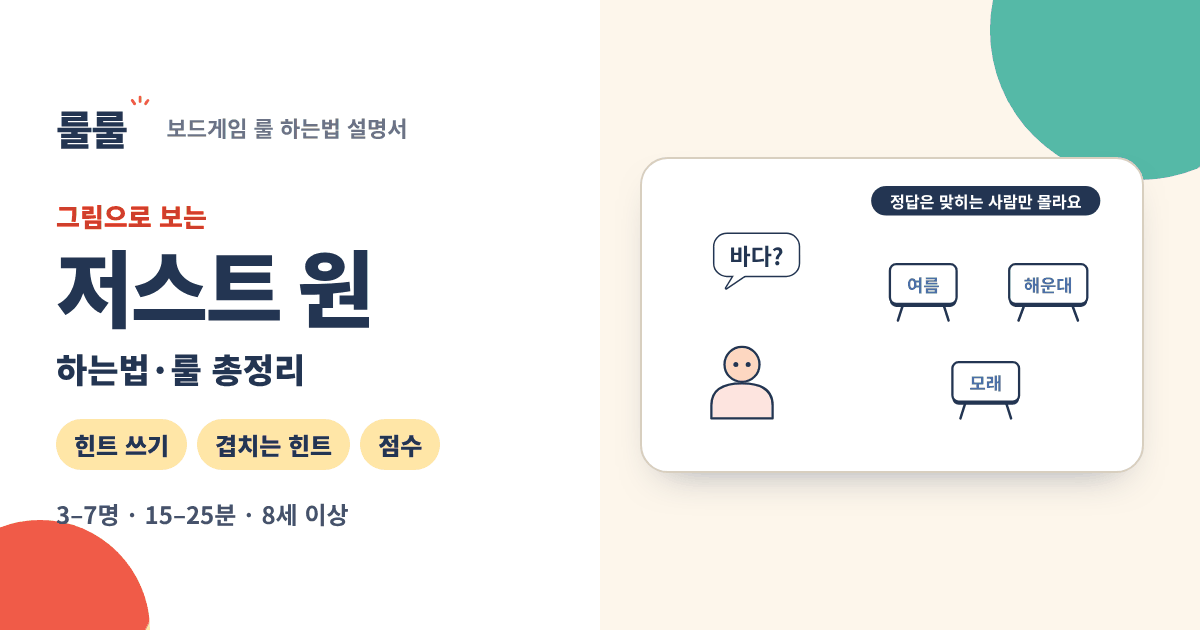 룰룰
보드게임 룰 하는법 설명서
그림으로 보는
저스트 원
하는법·룰 총정리
힌트 쓰기
겹치는 힌트
점수
3–7명 · 15–25분 · 8세 이상
정답은 맞히는 사람만 몰라요
바다?
여름
해운대
모래